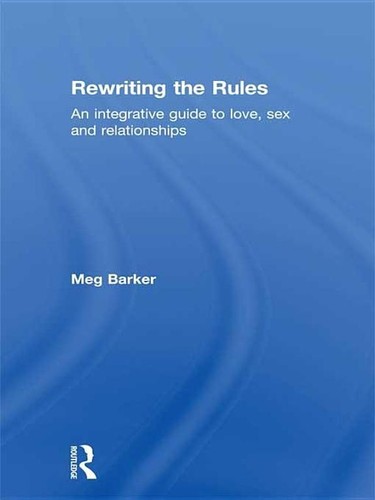 Rewriting the Rules
An integrative guide to love, sex
and relationships
Meg Barker
ROUTLEDGE